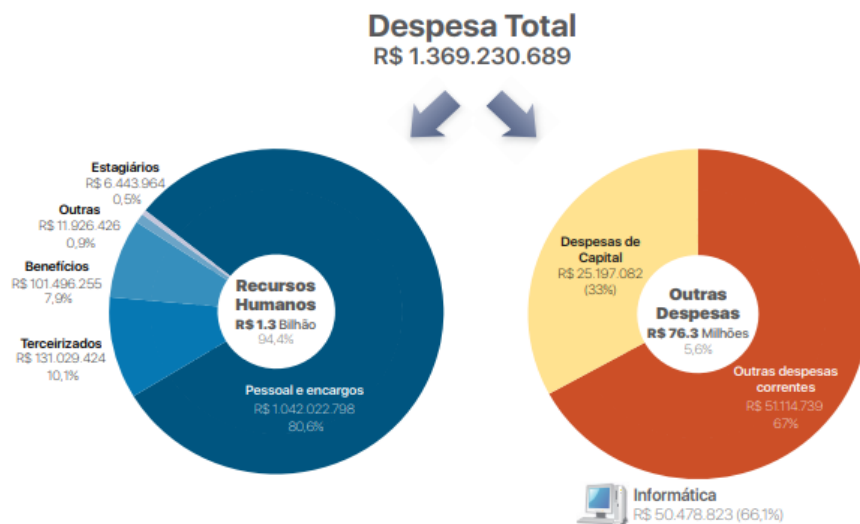 Despesa Total
R$ 1.369.230.689
Estagiários
R$ 6.443.964
0,5%
Outras
R$ 11.926.426
0,9%
Benefícios
R$ 101.496.255
7,9%
Terceirizados
R$ 131.029.424
10,1%
Recursos
Humanos
R$ 1.3 Bilhão
94,4%
Pessoal e encargos
R$ 1.042.022.798
80,6%
Despesas de
Capital
R$ 25.197.082
(33%)
Outras
Despesas
R$ 76.3 Milhões
5,6%
Outras despesas
correntes
R$ 51.114.739
67%
Informática
R$ 50.478.823 (66,1%)